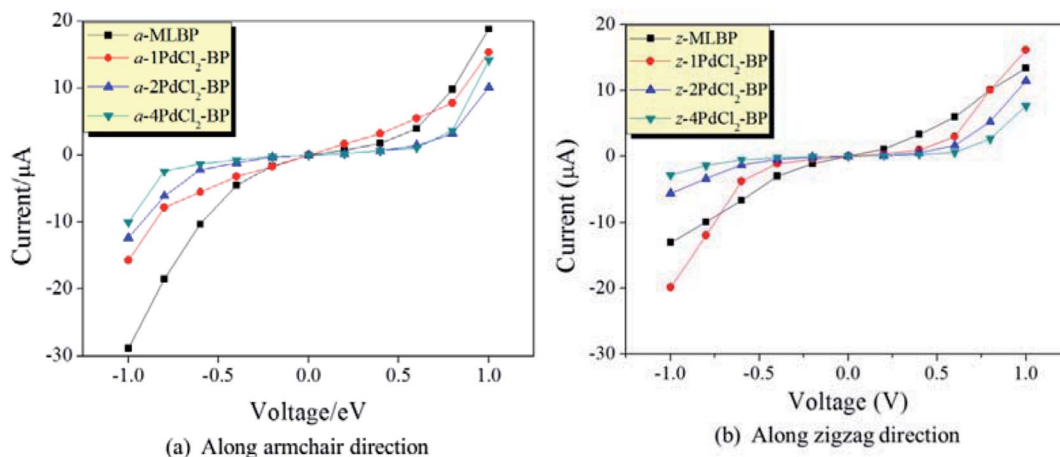 20
10
0
-10
-20
-30
Current/μA
a-MLBP
a-1PdCl₂-BP
a-2PdCl₂-BP
a-4PdCl₂-BP
-1.0 -0.5 0.0 0.5 1.0
Voltage/eV
(a) Along armchair direction
20
10
0
-10
-20
-30
Current (μA)
z-MLBP
z-1PdCl₂-BP
z-2PdCl₂-BP
z-4PdCl₂-BP
-1.0 -0.5 0.0 0.5 1.0
Voltage (V)
(b) Along zigzag direction